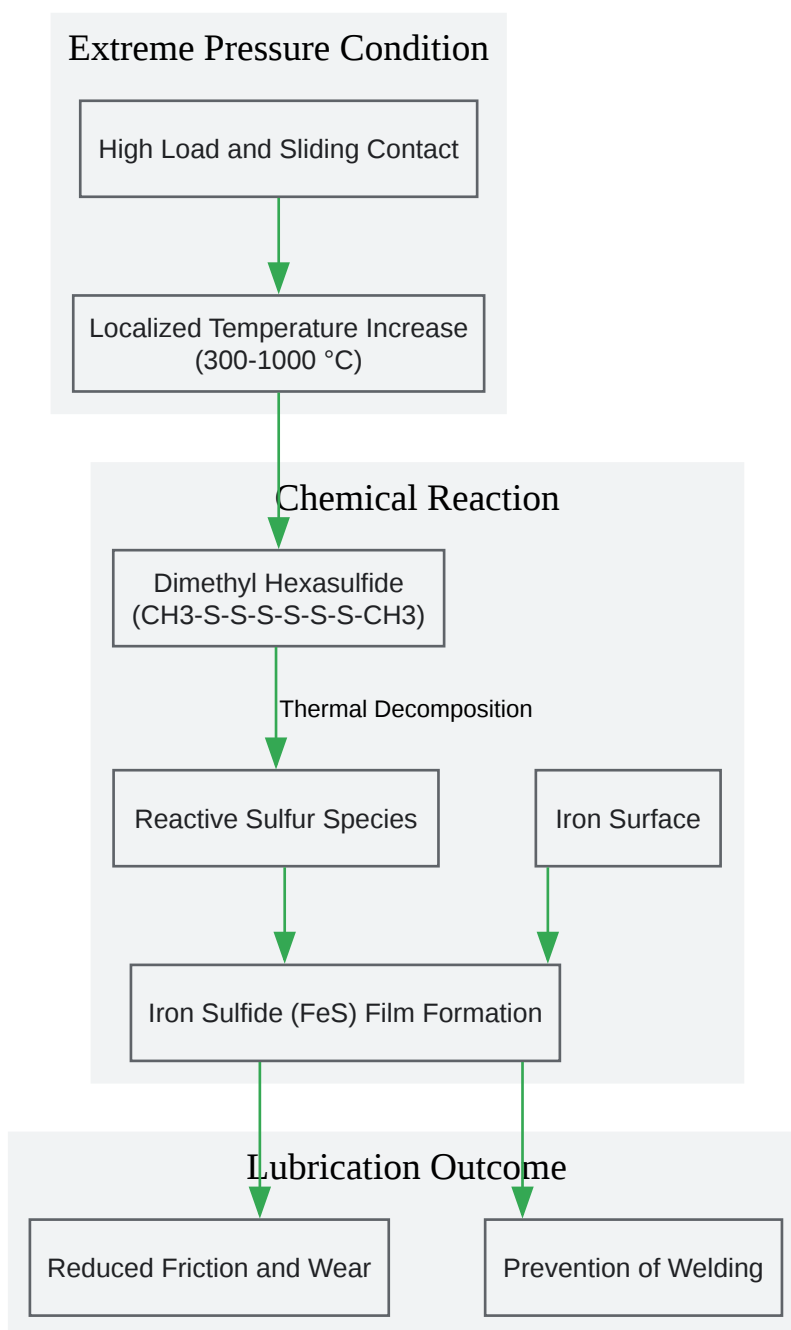 Extreme Pressure Condition
High Load and Sliding Contact
Localized Temperature Increase
(300-1000 °C)
Chemical Reaction
Dimethyl Hexasulfide
(CH3-S-S-S-S-S-S-CH3)
Thermal Decomposition
Reactive Sulfur Species
Iron Surface
Iron Sulfide (FeS) Film Formation
Lubrication Outcome
Reduced Friction and Wear
Prevention of Welding